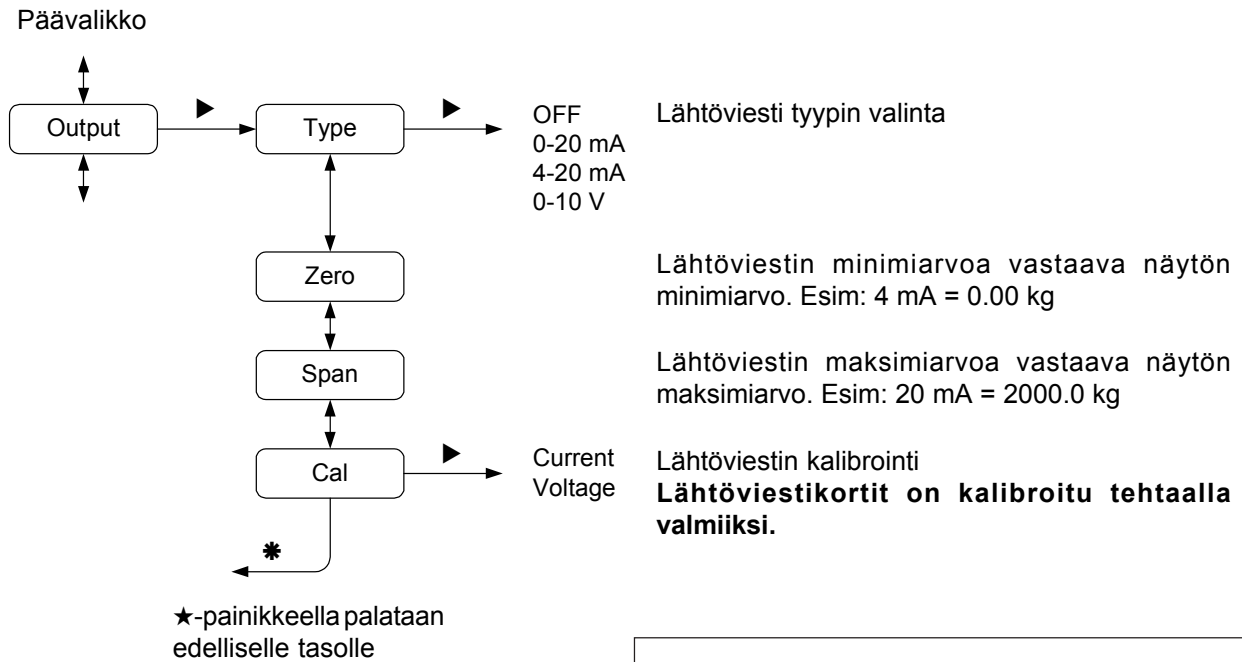 Päävalikko
Output
Type
OFF
0-20 mA
4-20 mA
0-10 V
Lähtöviesti tyypin valinta
Zero
Lähtöviestin minimiarvoa vastaava näytön
minimiarvo. Esim: 4 mA = 0.00 kg
Span
Lähtöviestin maksimiarvoa vastaava näytön
maksimiarvo. Esim: 20 mA = 2000.0 kg
Cal
Current
Voltage
Lähtöviestin kalibrointi
Lähtöviestikortit on kalibroitu tehtaalla
valmiiksi.
★-painikkeella palataan
edelliselle tasolle